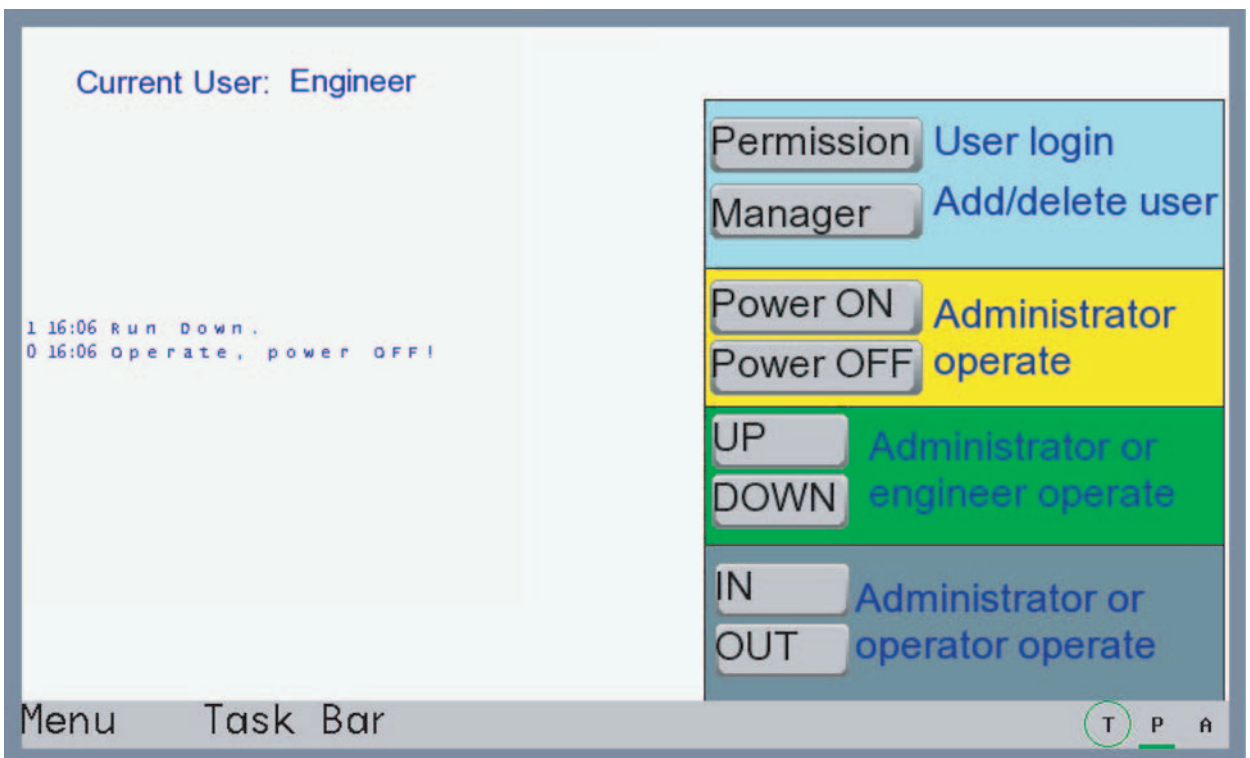 Current User: Engineer
1 16:06 Run Down.
0 16:06 Operate, power OFF!
Permission User login
Manager Add/delete user
Power ON Administrator
Power OFF operate
UP Administrator or
DOWN engineer operate
IN Administrator or
OUT operator operate
Menu Task Bar T P A